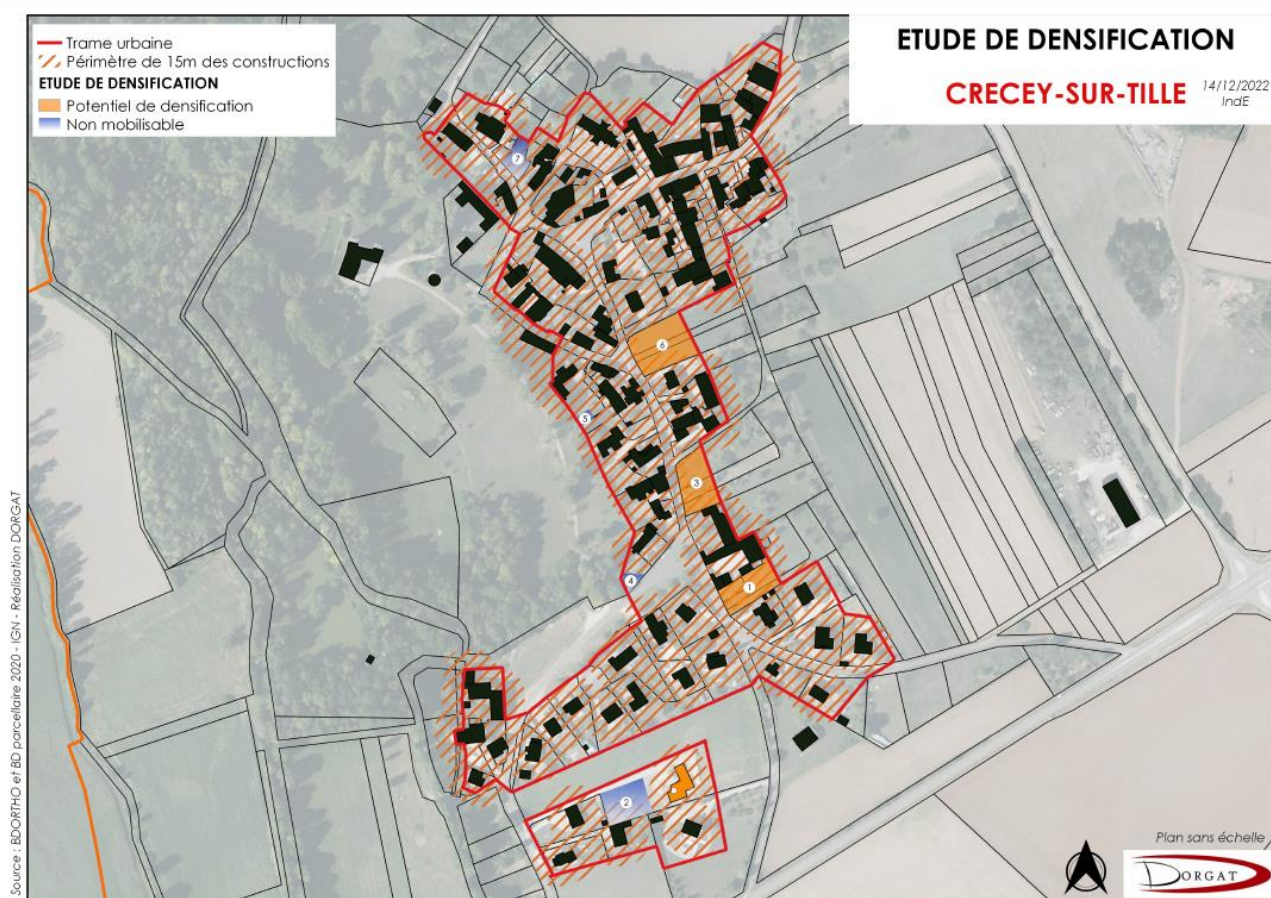 Trame urbaine
Périmètre de 15m des constructions
ETUDE DE DENSIFICATION
Potentiel de densification
Non mobilisable
ETUDE DE DENSIFICATION
CRECEY-SUR-TILLE
14/12/2022
IndE
7
6
5
3
4
1
2
Source : BDORTHO et BD parcellaire 2020 - IGN - Réalisation DORGAT
Plan sans échelle
DORGAT